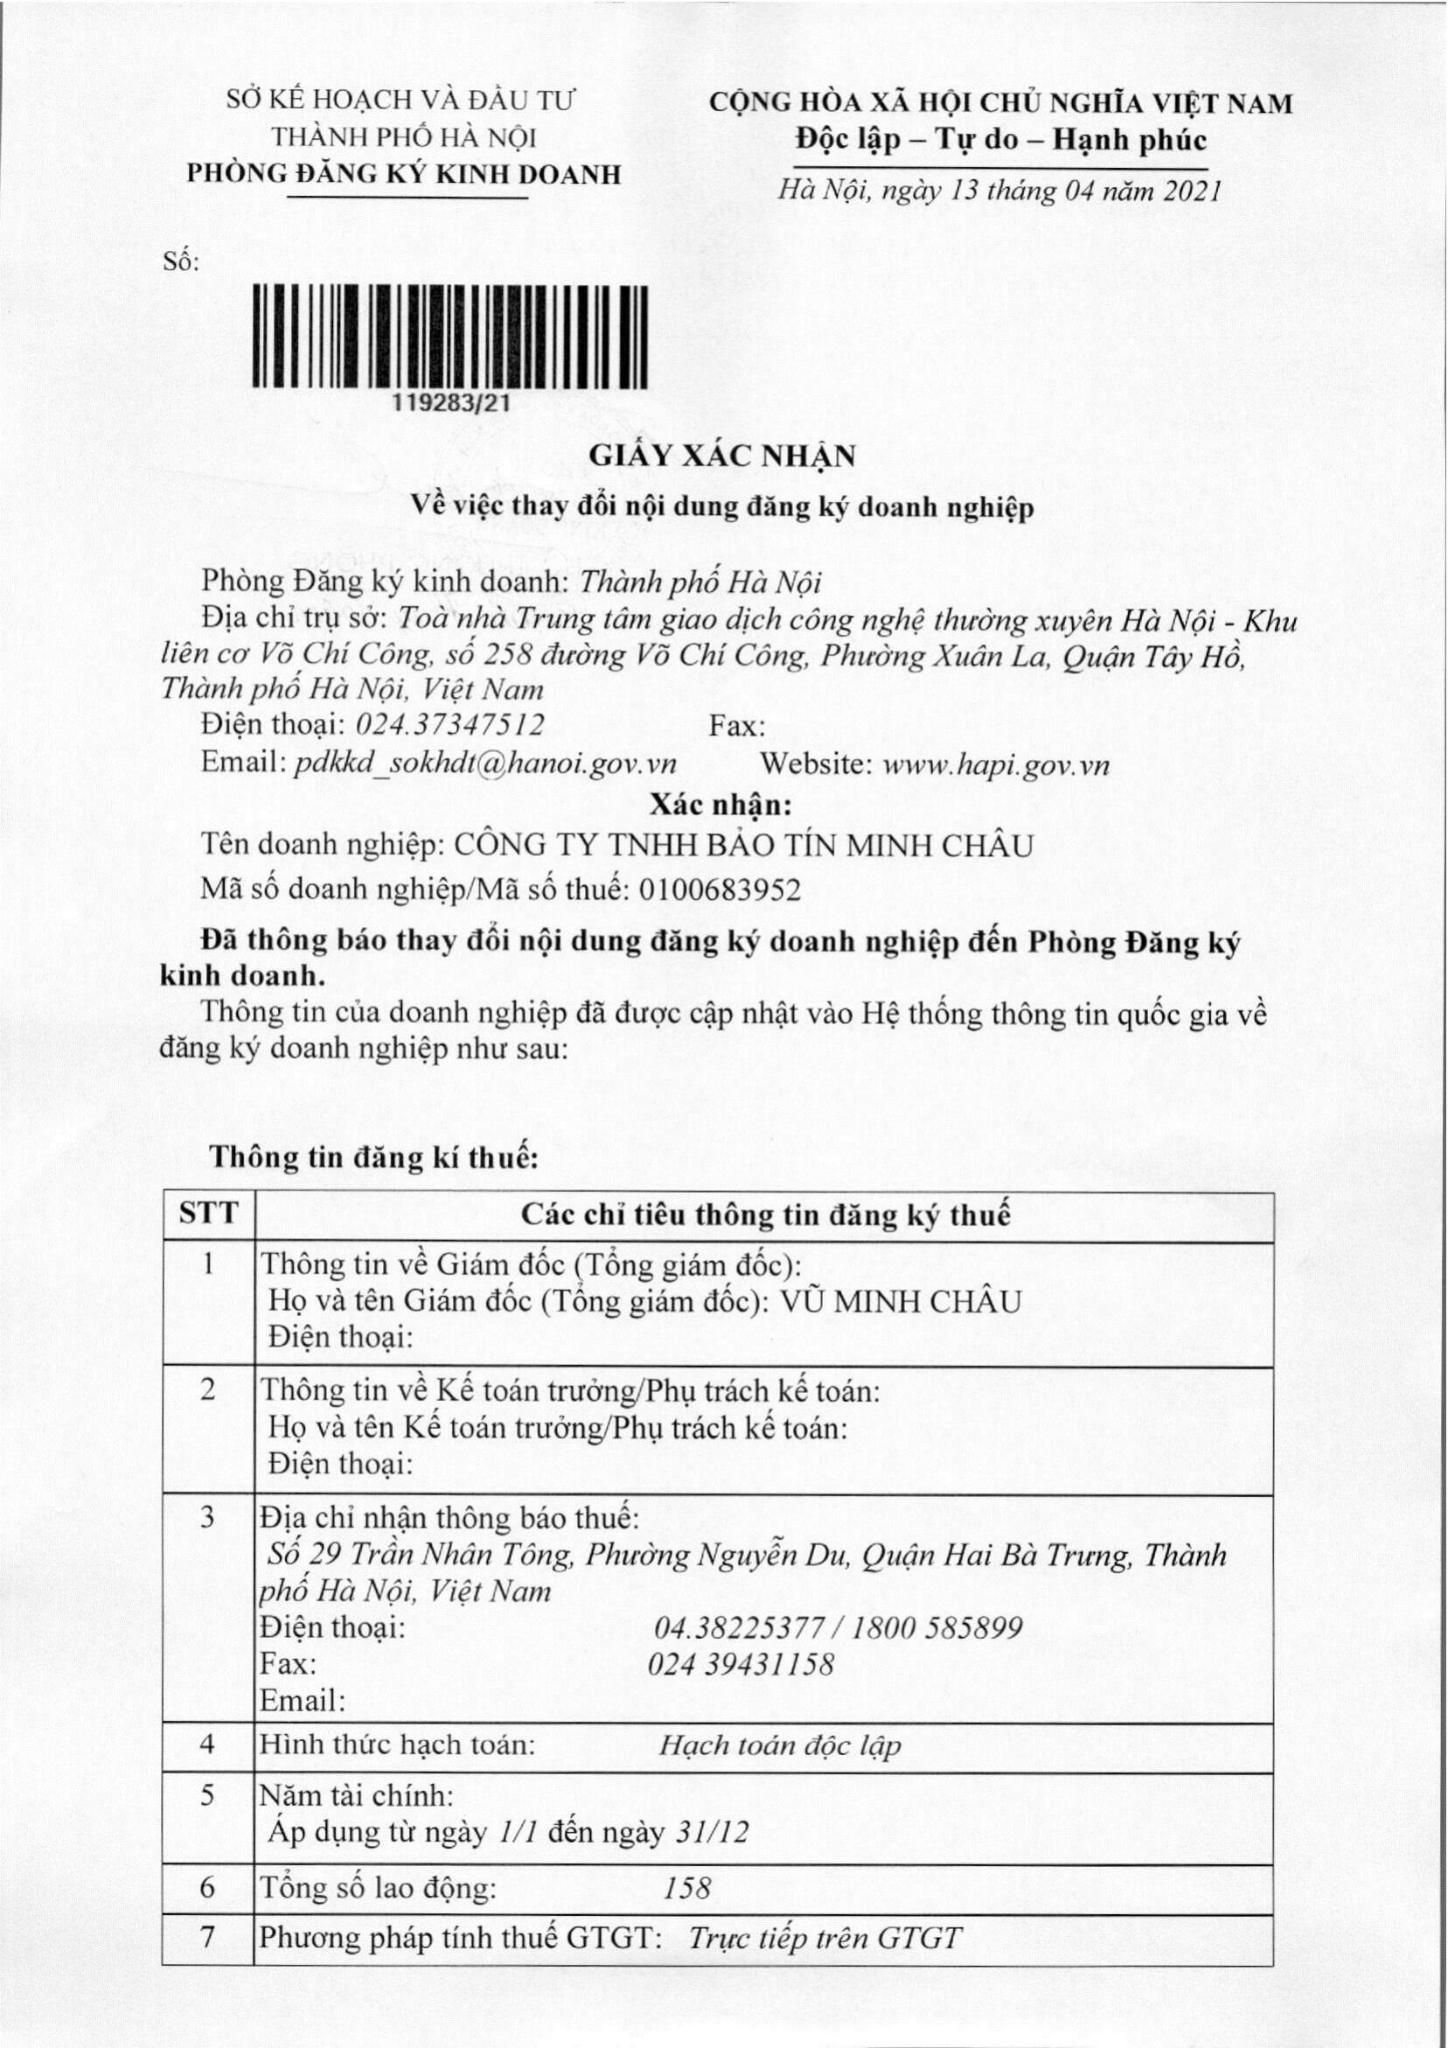 SỞ KẾ HOẠCH VÀ ĐẦU TƯ
THÀNH PHỐ HÀ NỘI
PHÒNG ĐĂNG KÝ KINH DOANH
CỘNG HÒA XÃ HỘI CHỦ NGHĨA VIỆT NAM
Độc lập – Tự do – Hạnh phúc
Hà Nội, ngày 13 tháng 04 năm 2021
Số:
119283/21
GIẤY XÁC NHẬN
Về việc thay đổi nội dung đăng ký doanh nghiệp
Phòng Đăng ký kinh doanh: Thành phố Hà Nội
Địa chỉ trụ sở: Toà nhà Trung tâm giao dịch công nghệ thường xuyên Hà Nội - Khu
liên cơ Võ Chí Công, số 258 đường Võ Chí Công, Phường Xuân La, Quận Tây Hồ,
Thành phố Hà Nội, Việt Nam
Điện thoại: 024.37347512 Fax:
Email: pdkkd_sokhdt@hanoi.gov.vn Website: www.hapi.gov.vn
Xác nhận:
Tên doanh nghiệp: CÔNG TY TNHH BẢO TÍN MINH CHÂU
Mã số doanh nghiệp/Mã số thuế: 0100683952
Đã thông báo thay đổi nội dung đăng ký doanh nghiệp đến Phòng Đăng ký
kinh doanh.
Thông tin của doanh nghiệp đã được cập nhật vào Hệ thống thông tin quốc gia về
đăng ký doanh nghiệp như sau:
Thông tin đăng kí thuế:
STT Các chỉ tiêu thông tin đăng ký thuế
1 Thông tin về Giám đốc (Tổng giám đốc):
Họ và tên Giám đốc (Tổng giám đốc): VŨ MINH CHÂU
Điện thoại:
2 Thông tin về Kế toán trưởng/Phụ trách kế toán:
Họ và tên Kế toán trưởng/Phụ trách kế toán:
Điện thoại:
3 Địa chỉ nhận thông báo thuế:
Số 29 Trần Nhân Tông, Phường Nguyễn Du, Quận Hai Bà Trưng, Thành
phố Hà Nội, Việt Nam
Điện thoại: 04.38225377 / 1800 585899
Fax: 024 39431158
Email:
4 Hình thức hạch toán: Hạch toán độc lập
5 Năm tài chính:
Áp dụng từ ngày 1/1 đến ngày 31/12
6 Tổng số lao động: 158
7 Phương pháp tính thuế GTGT: Trực tiếp trên GTGT